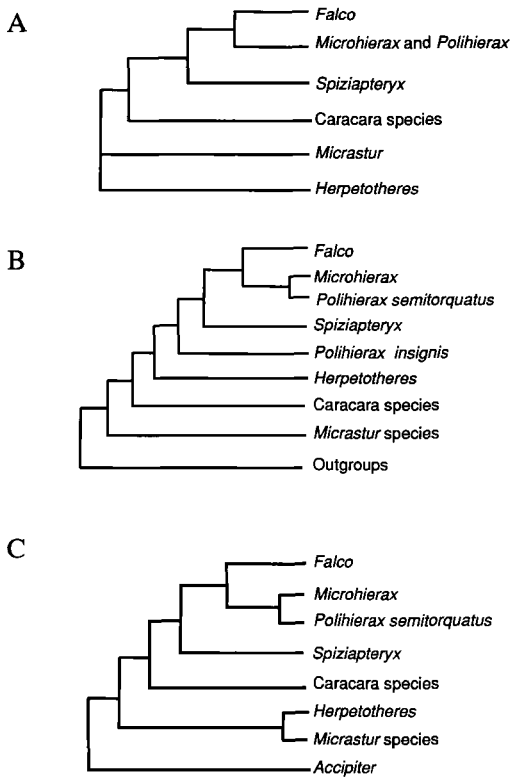 A
Falco
Microhierax and Polihierax
Spiziapteryx
Caracara species
Micrastur
Herpetotheres
B
Falco
Microhierax
Polihierax semitorquatus
Spiziapteryx
Polihierax insignis
Herpetotheres
Caracara species
Micrastur species
Outgroups
C
Falco
Microhierax
Polihierax semitorquatus
Spiziapteryx
Caracara species
Herpetotheres
Micrastur species
Accipiter